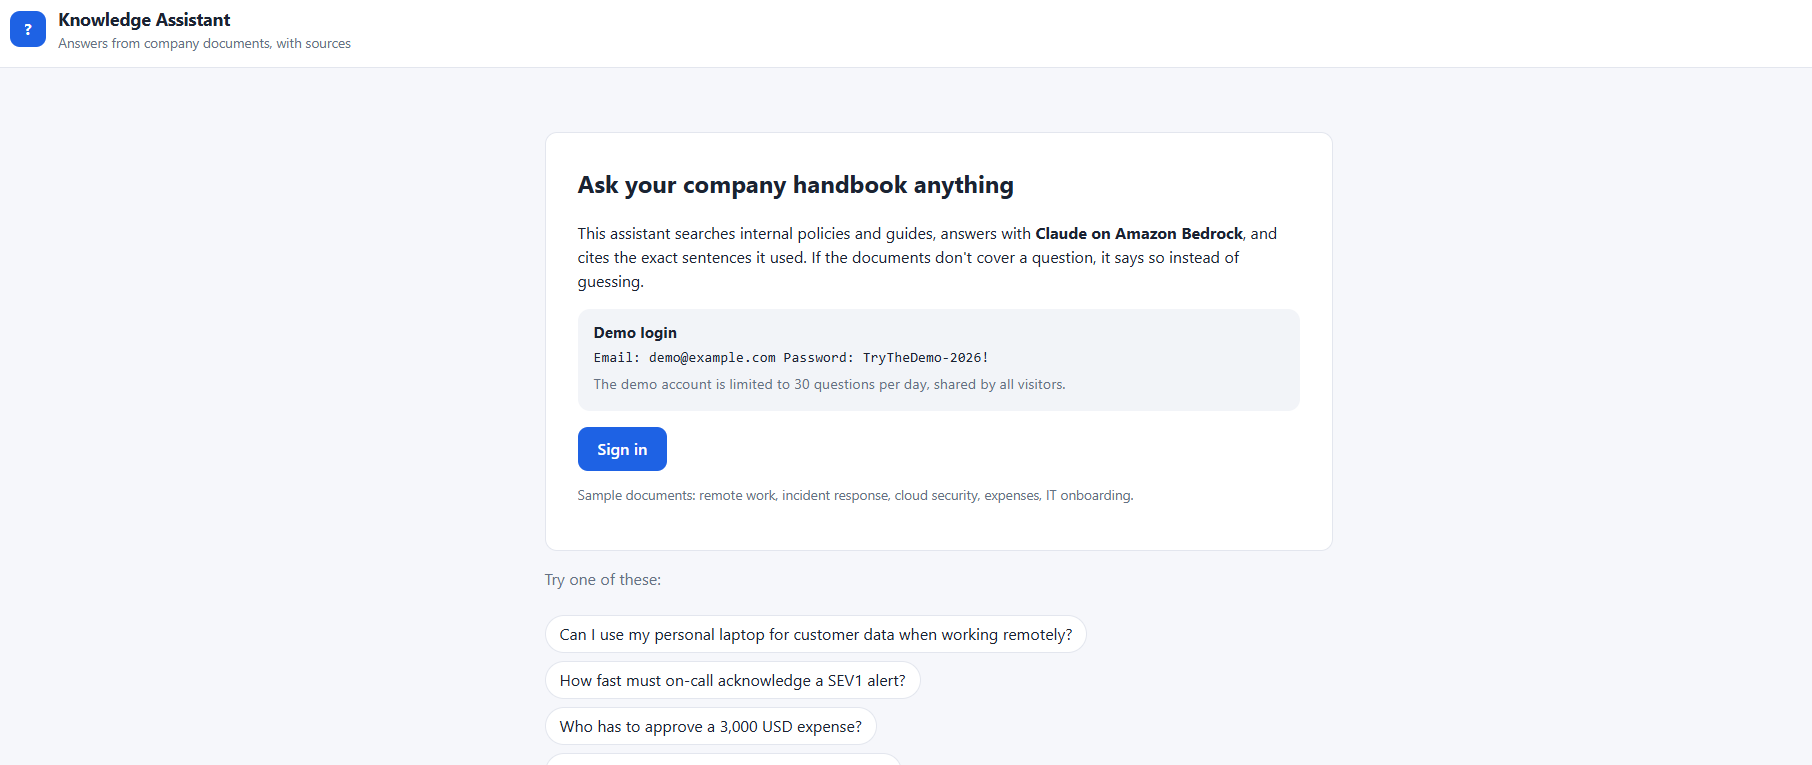 ?
Knowledge Assistant
Answers from company documents, with sources
Ask your company handbook anything
This assistant searches internal policies and guides, answers with Claude on Amazon Bedrock, and
cites the exact sentences it used. If the documents don't cover a question, it says so instead of
guessing.
Demo login
Email: demo@example.com Password: TryTheDemo-2026!
The demo account is limited to 30 questions per day, shared by all visitors.
Sign in
Sample documents: remote work, incident response, cloud security, expenses, IT onboarding.
Try one of these:
Can I use my personal laptop for customer data when working remotely?
How fast must on-call acknowledge a SEV1 alert?
Who has to approve a 3,000 USD expense?